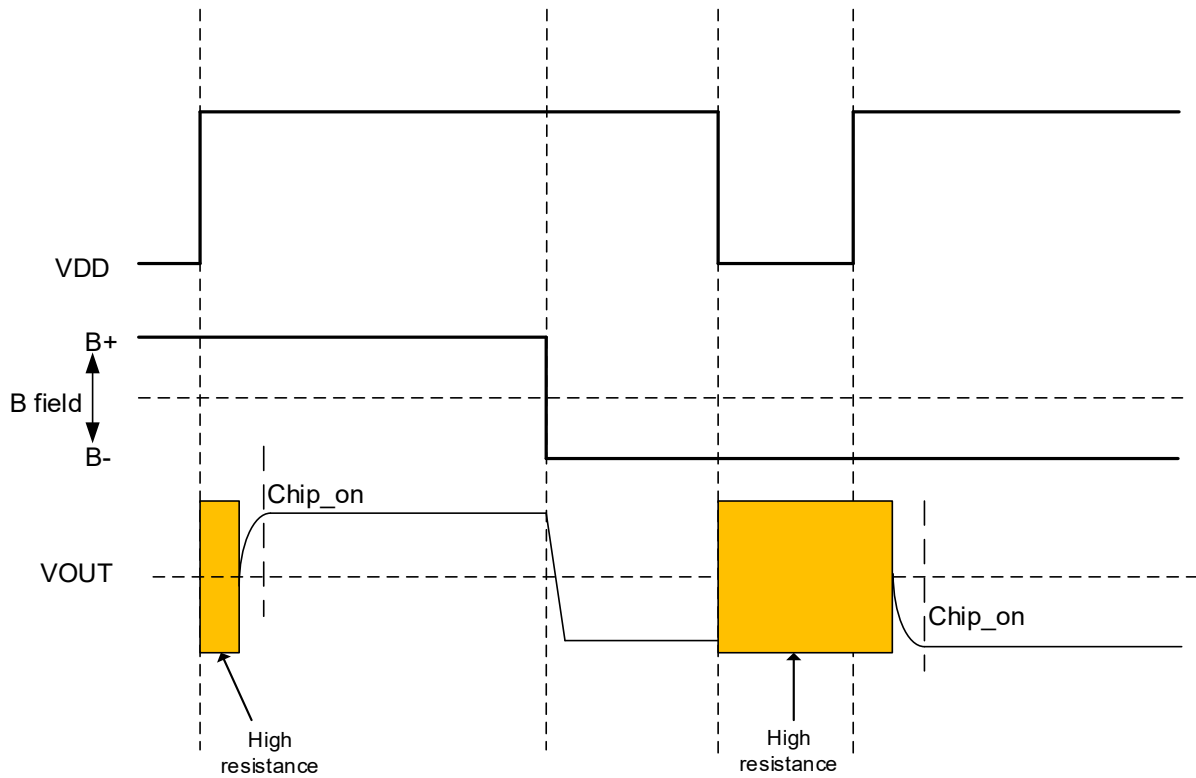 VDD
B+
B field
B-
Chip_on
VOUT
Chip_on
High
resistance
High
resistance